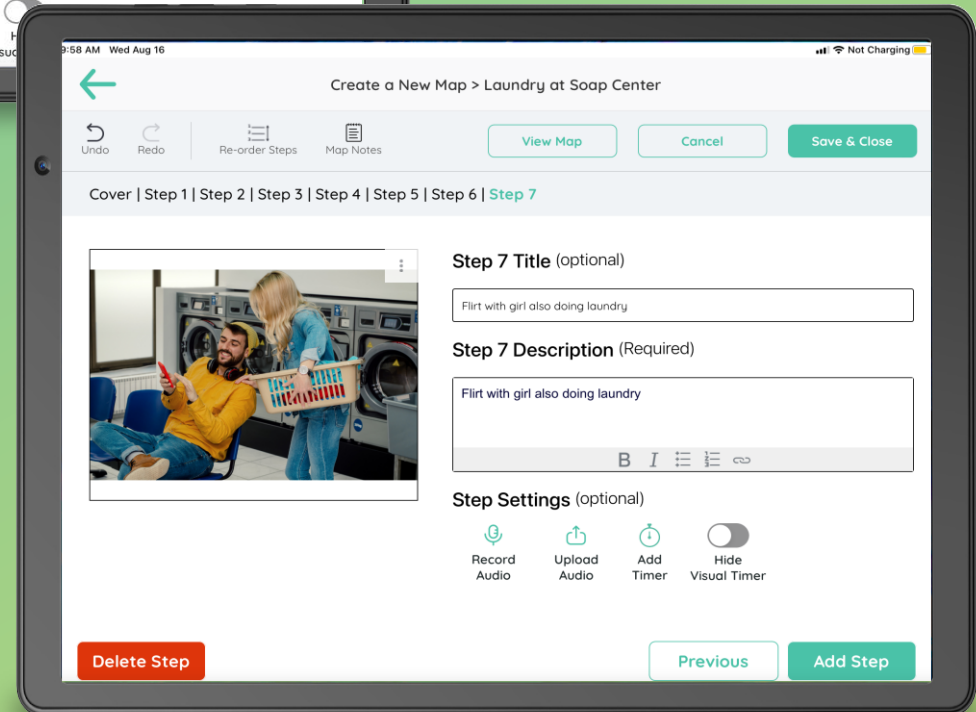 H
suc
9:58 AM Wed Aug 16
Not Charging
Create a New Map > Laundry at Soap Center
Undo
Redo
Re-order Steps
Map Notes
View Map
Cancel
Save & Close
Cover | Step 1 | Step 2 | Step 3 | Step 4 | Step 5 | Step 6 | Step 7
Step 7 Title (optional)
Flirt with girl also doing laundry
Step 7 Description (Required)
Flirt with girl also doing laundry
B I
Step Settings (optional)
Record
Audio
Upload
Audio
Add
Timer
Hide
Visual Timer
Delete Step
Previous
Add Step